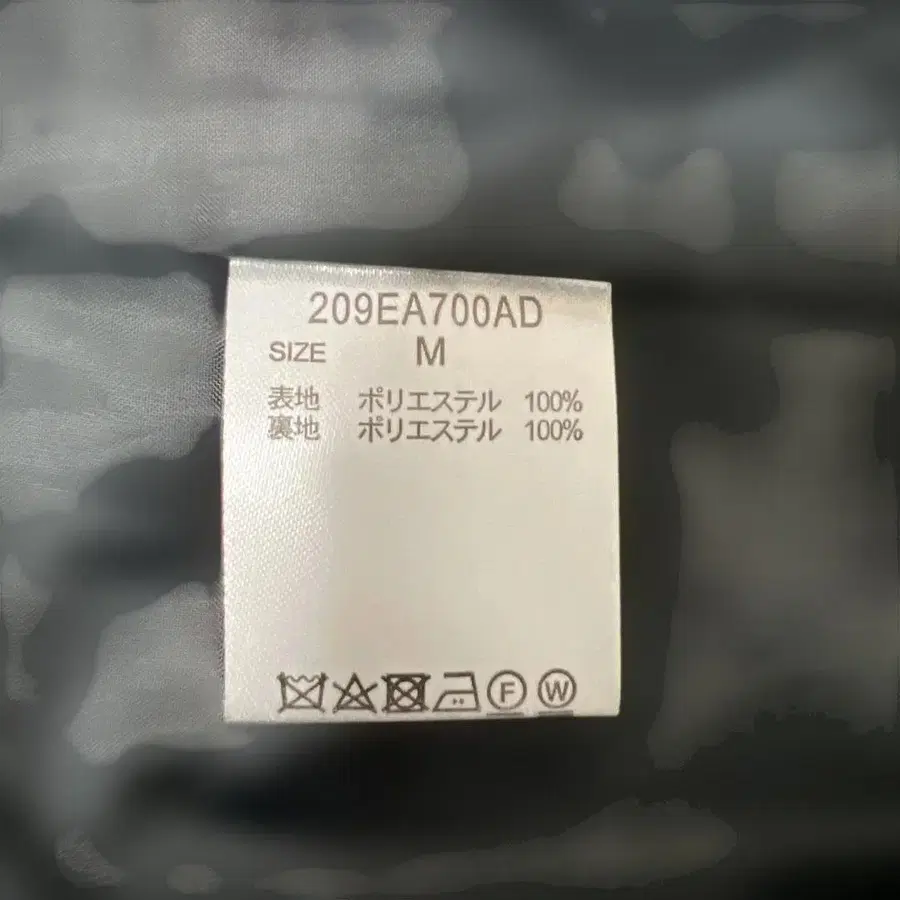 209EA700AD
SIZE M
表地 ポリエステル 100%
裏地 ポリエステル 100%
F W